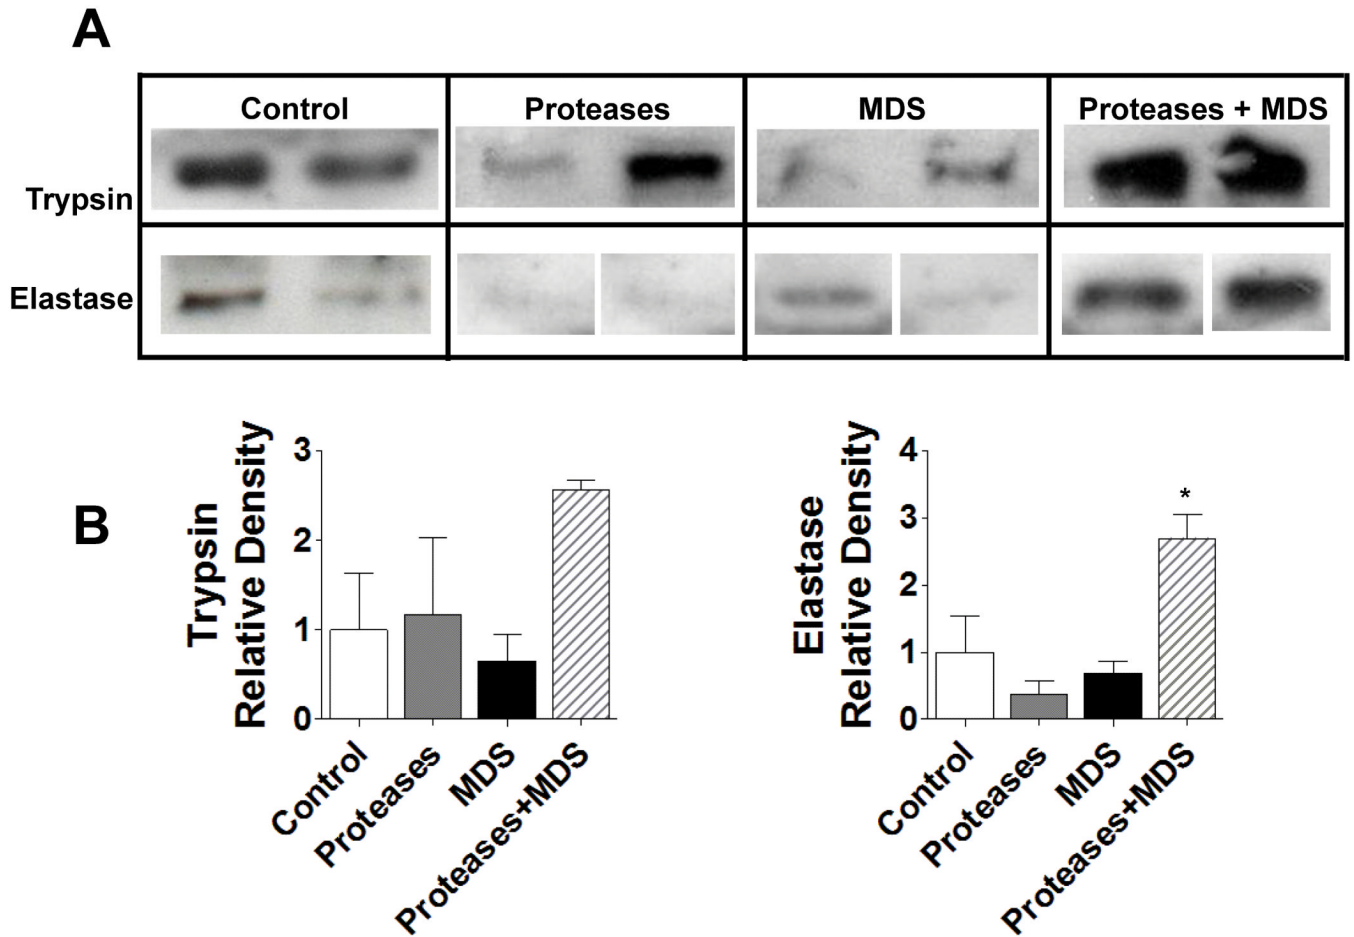 A
Control Proteases MDS Proteases + MDS
Trypsin
Elastase
B
Trypsin
Relative Density
3
2
1
0
Control
Proteases
MDS
Proteases+MDS
Elastase
Relative Density
4
3
2
1
0
*
Control
Proteases
MDS
Proteases+MDS